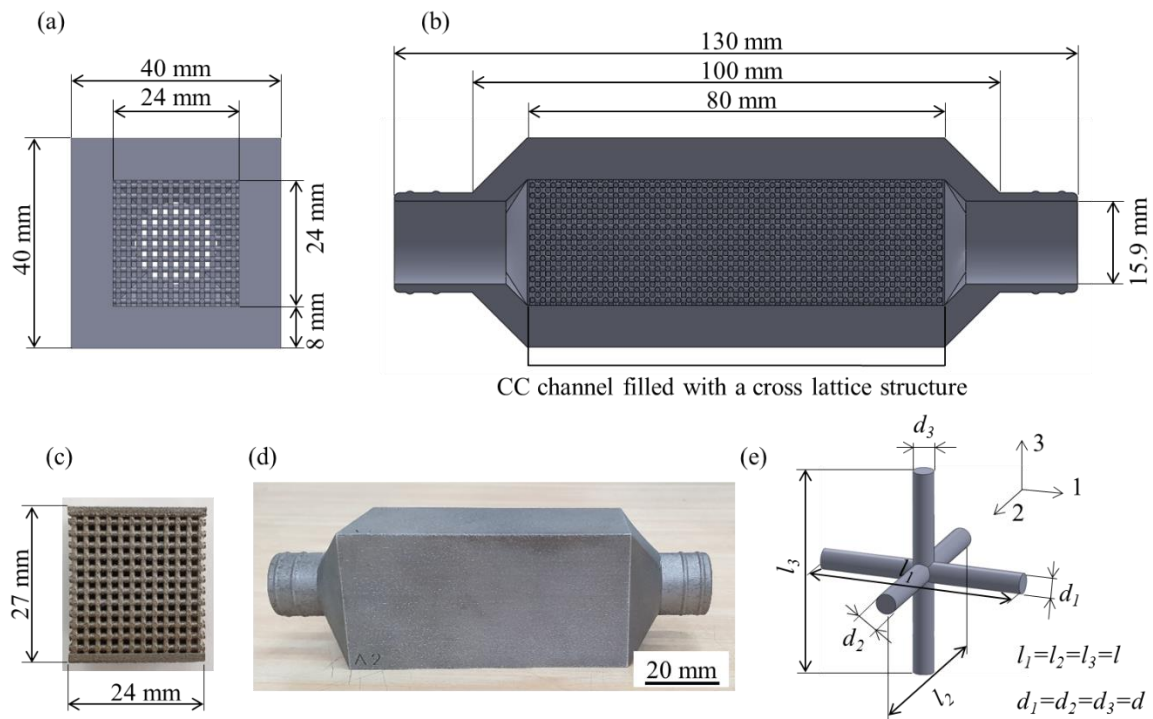 (a)
40 mm
24 mm
40 mm
24 mm
8 mm
(b)
130 mm
100 mm
80 mm
15.9 mm
CC channel filled with a cross lattice structure
(c)
27 mm
24 mm
(d)
A2
20 mm
(e)
d3
3
1
2
l3
l1
d1
d2
l2
l1=l2=l3=l
d1=d2=d3=d